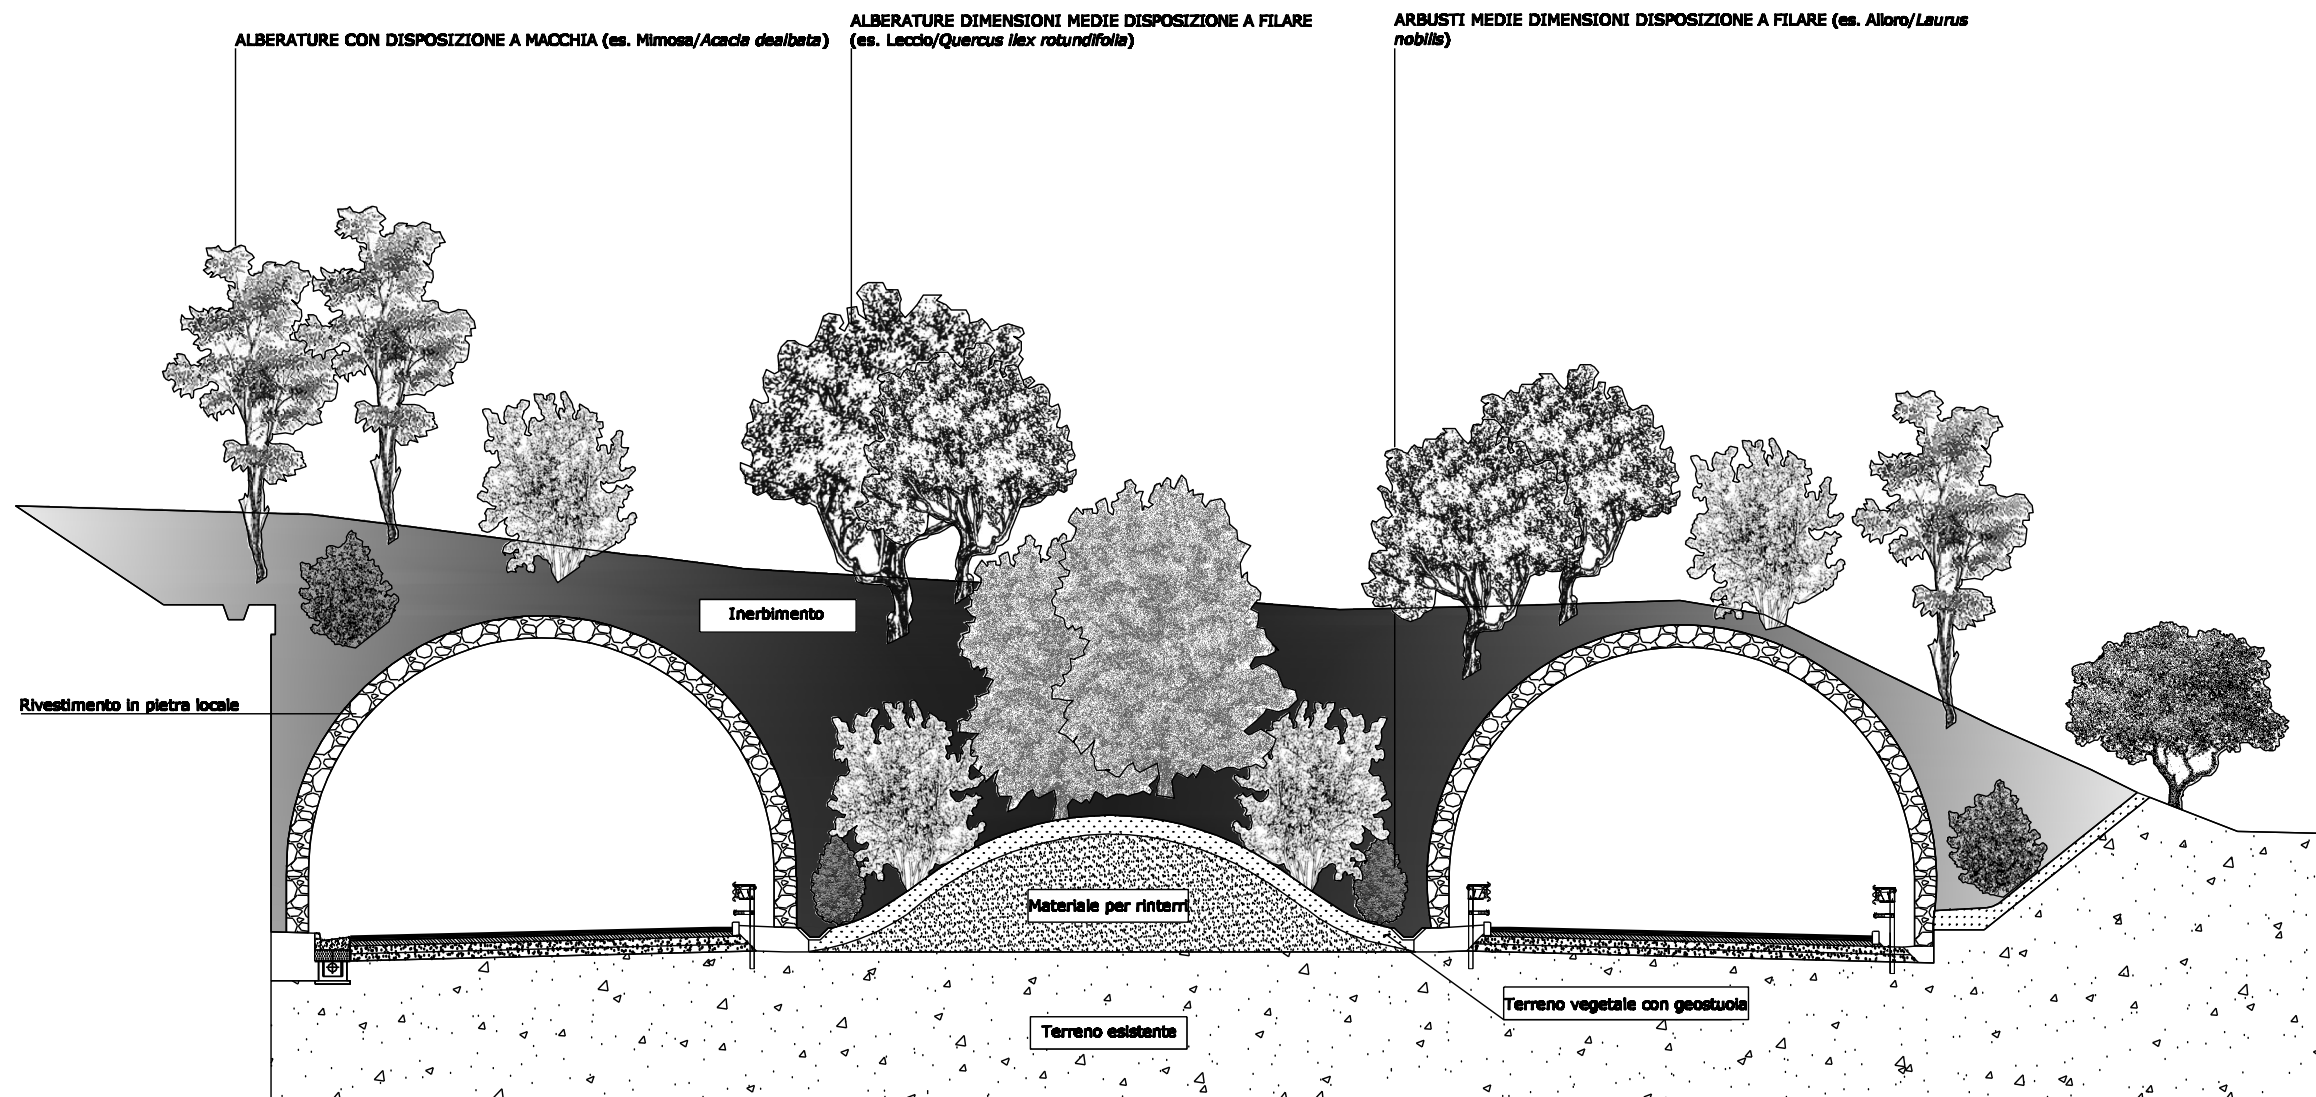 ALBERATURE CON DISPOSIZIONE A MACCHIA (es. Mimosa/Acacia dealbata)
ALBERATURE DIMENSIONI MEDIE DISPOSIZIONE A FILARE
(es. Leccio/Quercus ilex rotundifolia)
ARBUSTI MEDIE DIMENSIONI DISPOSIZIONE A FILARE (es. Alloro/Laurus
nobilis)
Inerbimento
Rivestimento in pietra locale
Materiale per rinterri
Terreno vegetale con geostuoia
Terreno esistente